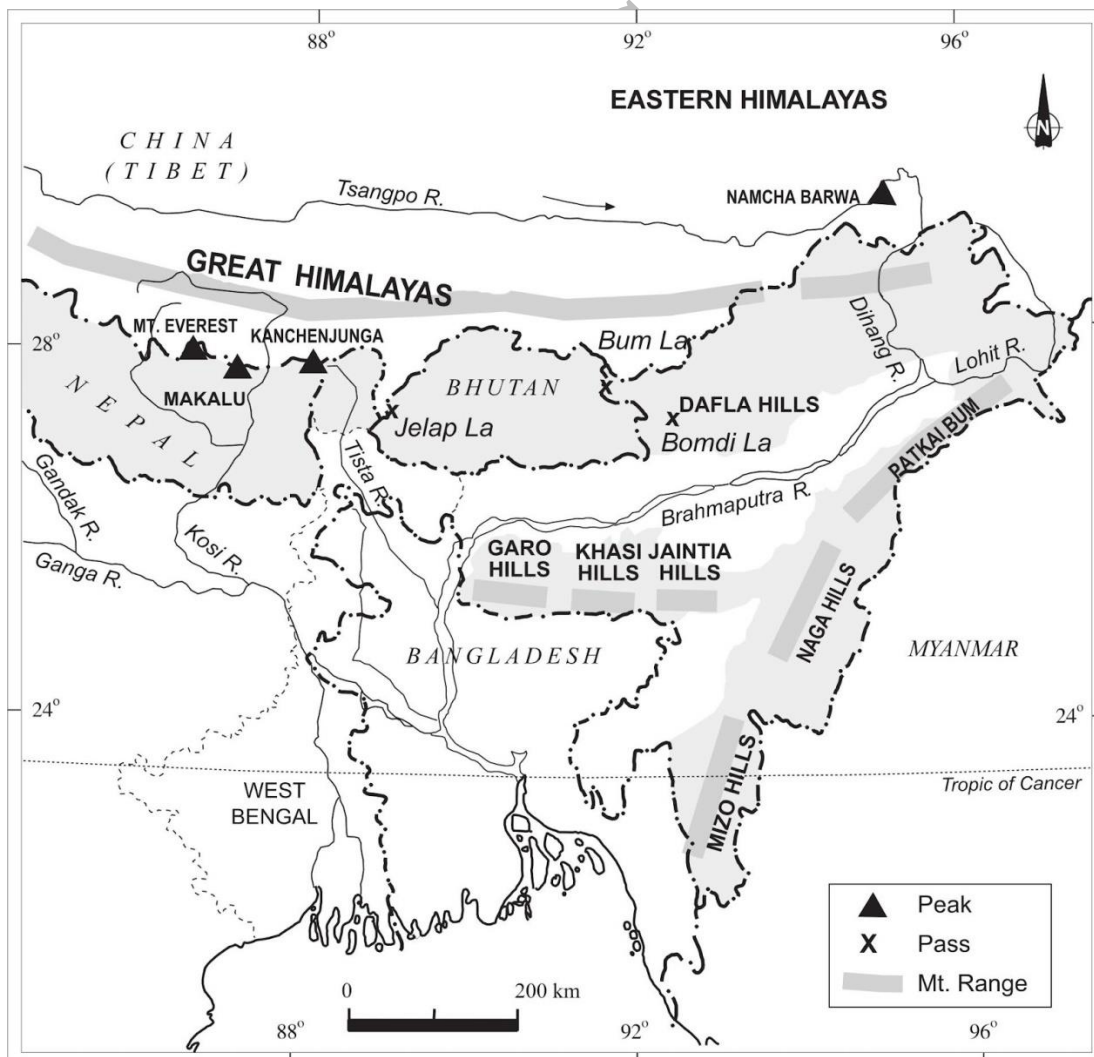 88°
92°
96°
EASTERN HIMALAYAS
N
CHINA
(TIBET)
Tsangpo R.
NAMCHA BARWA
GREAT HIMALAYAS
28°
MT. EVEREST
KANCHENJUNGA
MAKALU
NEPAL
BHUTAN
Bum La
Jelap La
DAFLA HILLS
Bomdi La
Dihang R.
Lohit R.
PATKAI BUM
Tista R.
Brahmaputra R.
Gandak R.
Kosi R.
Ganga R.
GARO
HILLS
KHASI
HILLS
JAINTIA
HILLS
NAGA HILLS
BANGLADESH
MYANMAR
24°
24°
MIZO HILLS
WEST
BENGAL
Tropic of Cancer
Peak
X Pass
Mt. Range
0 200 km
88°
92°
96°